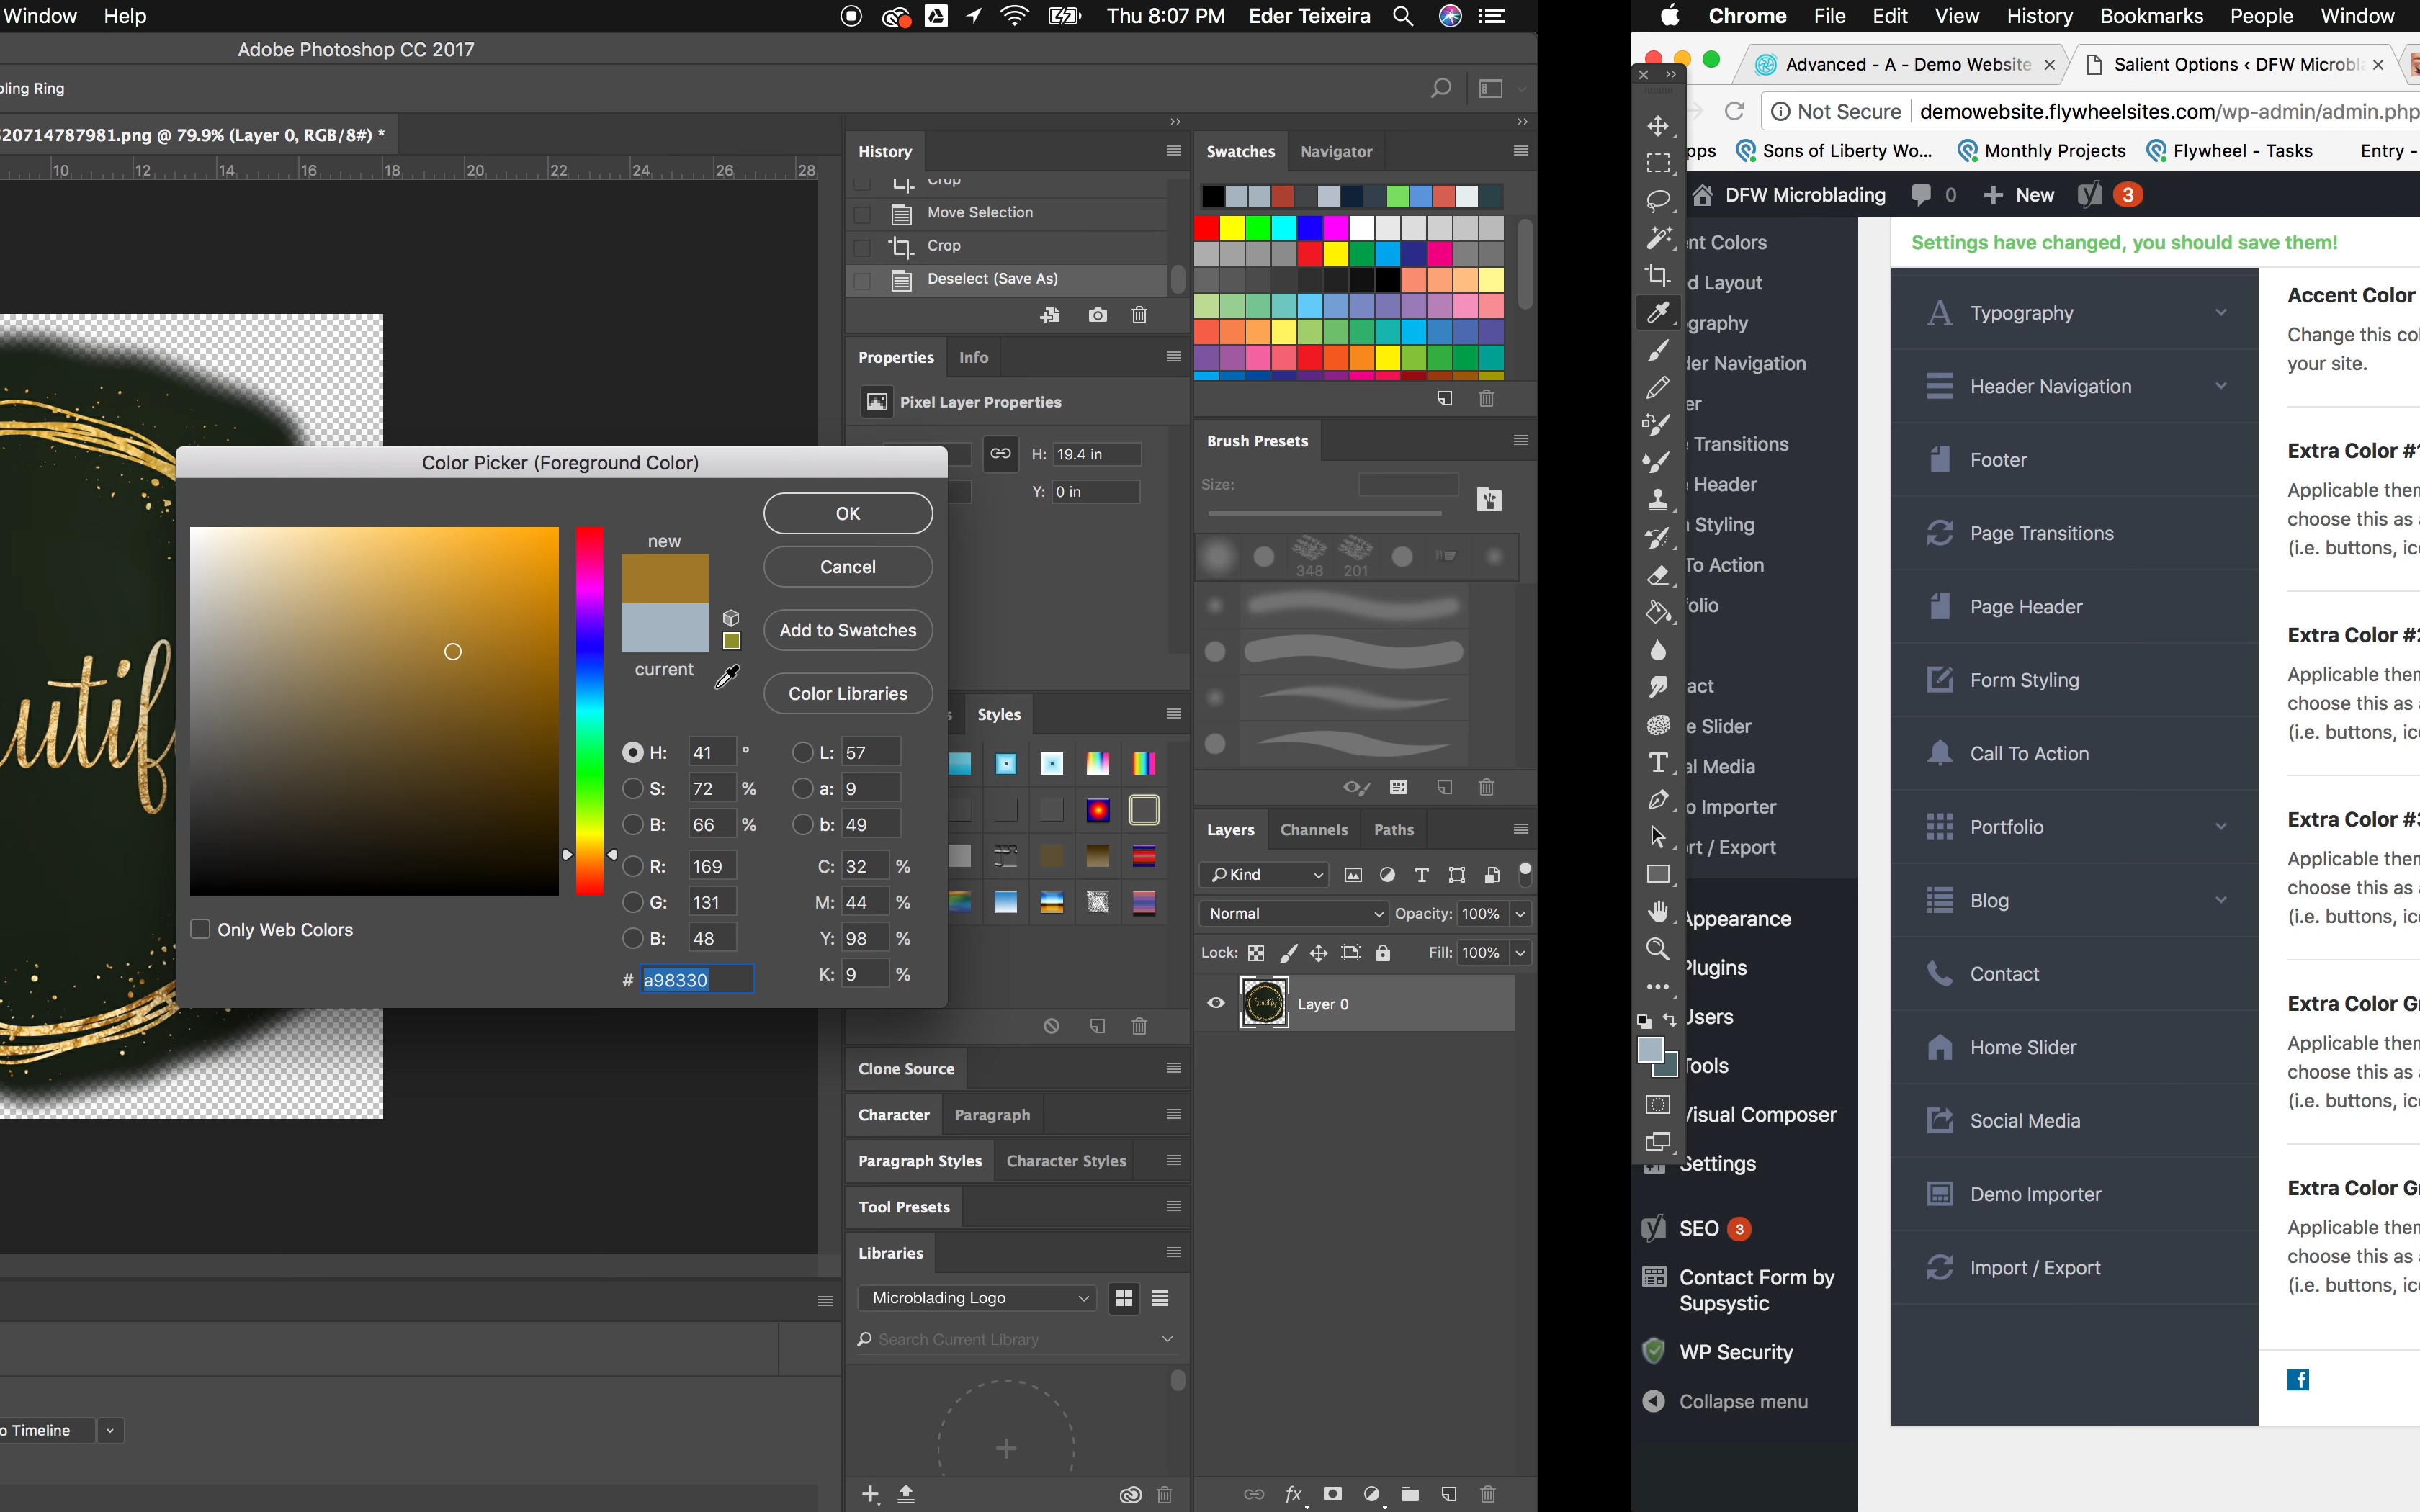 Window Help
Thu 8:07 PM Eder Teixeira
Adobe Photoshop CC 2017
pling Ring
20714787981.png @ 79.9% (Layer 0, RGB/8#) *
10 12 14 16 18 20 22 24 26 28
utif
Color Picker (Foreground Color)
new
current
OK
Cancel
Add to Swatches
Color Libraries
H: 41 °
S: 72 %
B: 66 %
R: 169
G: 131
B: 48
# a98330
L: 57
a: 9
b: 49
C: 32 %
M: 44 %
Y: 98 %
K: 9 %
Only Web Colors
o Timeline
History
Crop
Move Selection
Crop
Deselect (Save As)
Properties Info
Pixel Layer Properties
H: 19.4 in
Y: 0 in
s Styles
Clone Source
Character Paragraph
Paragraph Styles Character Styles
Tool Presets
Libraries
Microblading Logo
Search Current Library
Swatches Navigator
Brush Presets
Size:
348 201
Layers Channels Paths
Kind
Normal Opacity: 100%
Lock: Fill: 100%
Layer 0
fx
Chrome File Edit View History Bookmarks People Window
Advanced - A - Demo Website
Salient Options ‹ DFW Microbl
Not Secure demowebsite.flywheelsites.com/wp-admin/admin.php
pps Sons of Liberty Wo... Monthly Projects Flywheel - Tasks Entry -
DFW Microblading 0 New 3
nt Colors
d Layout
graphy
der Navigation
er
Transitions
Header
Styling
To Action
folio
act
e Slider
al Media
o Importer
rt / Export
Appearance
Plugins
Users
Tools
Visual Composer
Settings
SEO 3
Contact Form by
Supsystic
WP Security
Collapse menu
Settings have changed, you should save them!
Typography
Header Navigation
Footer
Page Transitions
Page Header
Form Styling
Call To Action
Portfolio
Blog
Contact
Home Slider
Social Media
Demo Importer
Import / Export
Accent Color
Change this co
your site.
Extra Color #1
Applicable them
choose this as
(i.e. buttons, ic
Extra Color #2
Applicable them
choose this as
(i.e. buttons, ic
Extra Color #3
Applicable them
choose this as
(i.e. buttons, ic
Extra Color G
Applicable them
choose this as
(i.e. buttons, ic
Extra Color G
Applicable them
choose this as
(i.e. buttons, ic